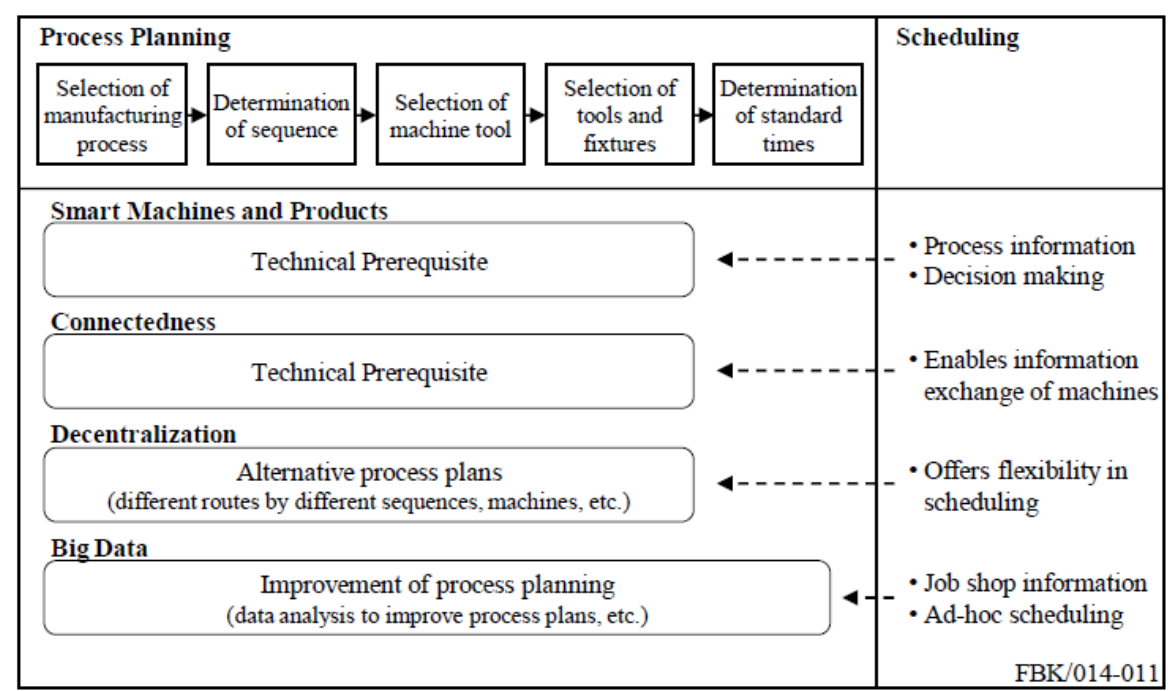 Process Planning
Scheduling
Selection of
manufacturing
process
Determination
of sequence
Selection of
machine tool
Selection of
tools and
fixtures
Determination
of standard
times
Smart Machines and Products
Technical Prerequisite
• Process information
• Decision making
Connectedness
Technical Prerequisite
• Enables information
exchange of machines
Decentralization
Alternative process plans
(different routes by different sequences, machines, etc.)
• Offers flexibility in
scheduling
Big Data
Improvement of process planning
(data analysis to improve process plans, etc.)
• Job shop information
• Ad-hoc scheduling
FBK/014-011